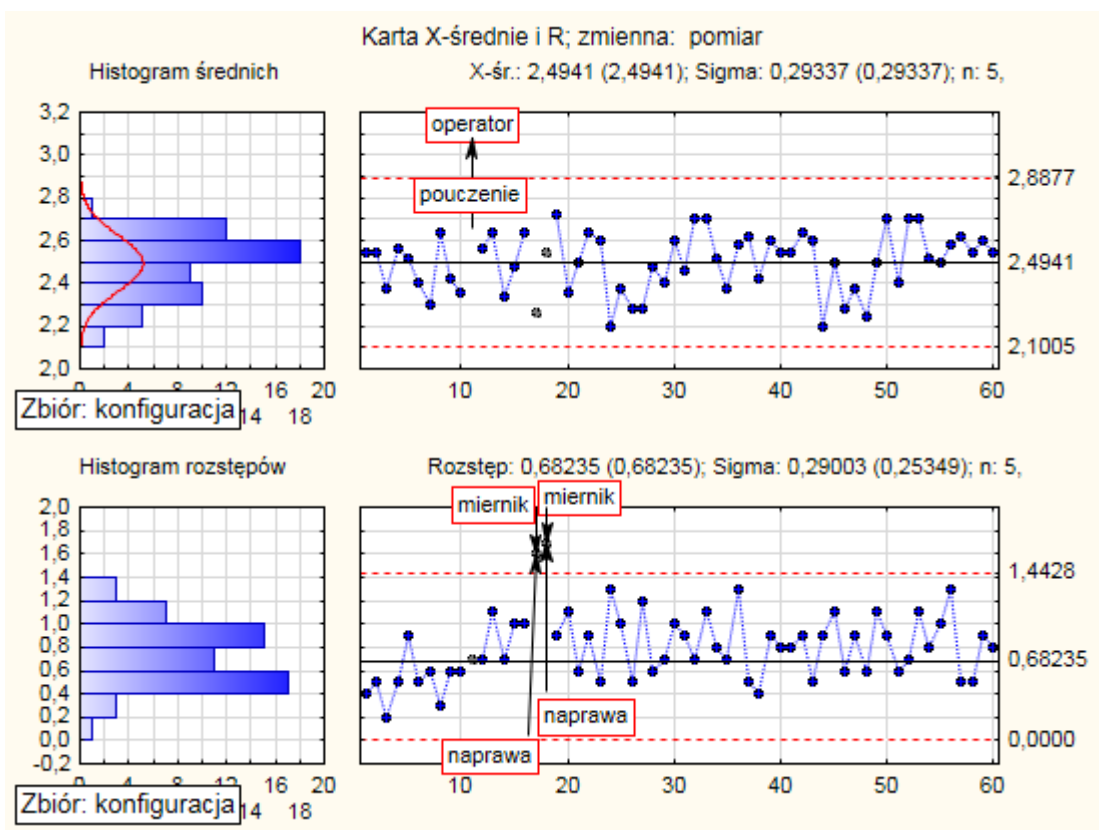 Karta X-średnie i R; zmienna: pomiar
Histogram średnich
X-śr.: 2,4941 (2,4941); Sigma: 0,29337 (0,29337); n: 5,
3,2
3,0
2,8
2,6
2,4
2,2
2,0
0 4 8 12 16 20
14 18
Zbiór: konfiguracja
operator
pouczenie
2,8877
2,4941
2,1005
10 20 30 40 50 60
Histogram rozstępów
Rozstęp: 0,68235 (0,68235); Sigma: 0,29003 (0,25349); n: 5,
2,0
1,8
1,6
1,4
1,2
1,0
0,8
0,6
0,4
0,2
0,0
-0,2
0 4 8 12 16 20
14 18
Zbiór: konfiguracja
miernik
miernik
naprawa
naprawa
1,4428
0,68235
0,0000
10 20 30 40 50 60